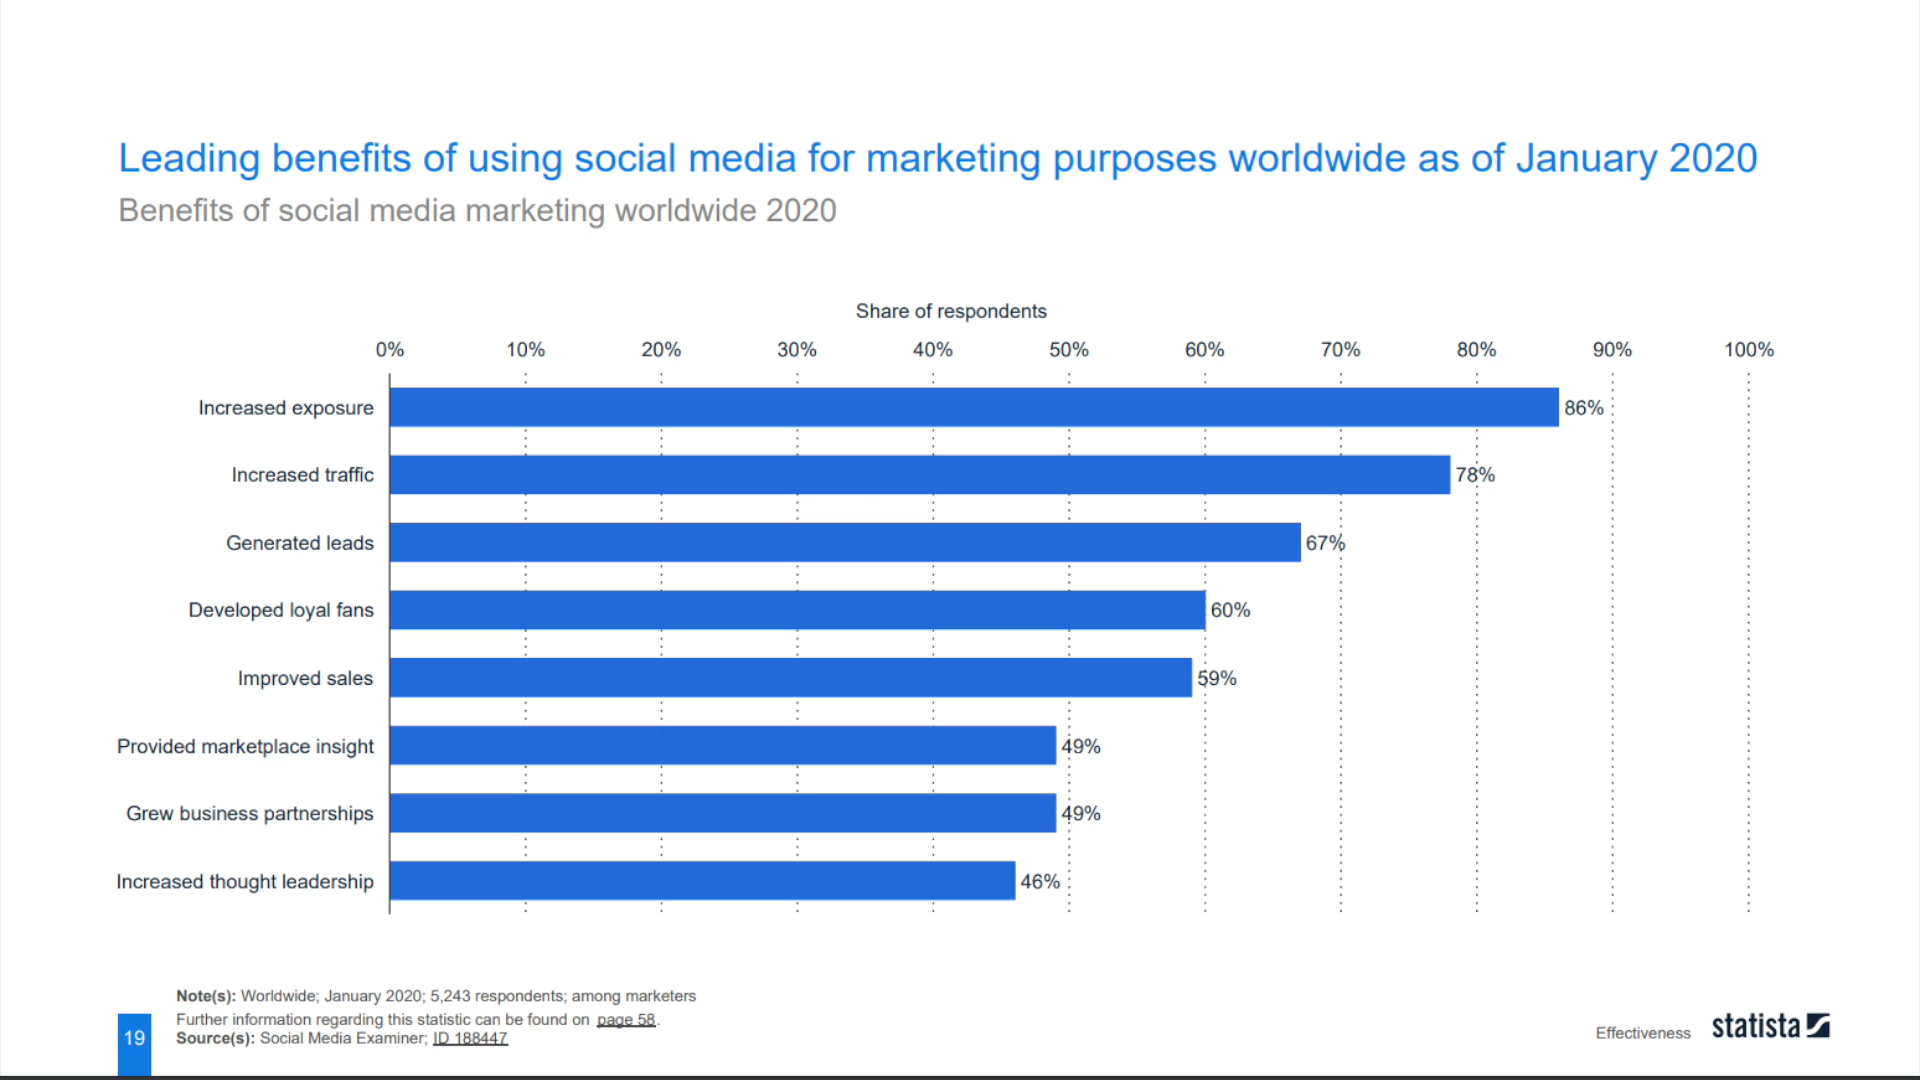 Leading benefits of using social media for marketing purposes worldwide as of January 2020
Benefits of social media marketing worldwide 2020
Share of respondents
0% 10% 20% 30% 40% 50% 60% 70% 80% 90% 100%
Increased exposure 86%
Increased traffic 78%
Generated leads 67%
Developed loyal fans 60%
Improved sales 59%
Provided marketplace insight 49%
Grew business partnerships 49%
Increased thought leadership 46%
Note(s): Worldwide; January 2020; 5,243 respondents; among marketers
Further information regarding this statistic can be found on page 58.
Source(s): Social Media Examiner; ID 188447
19
Effectiveness statista